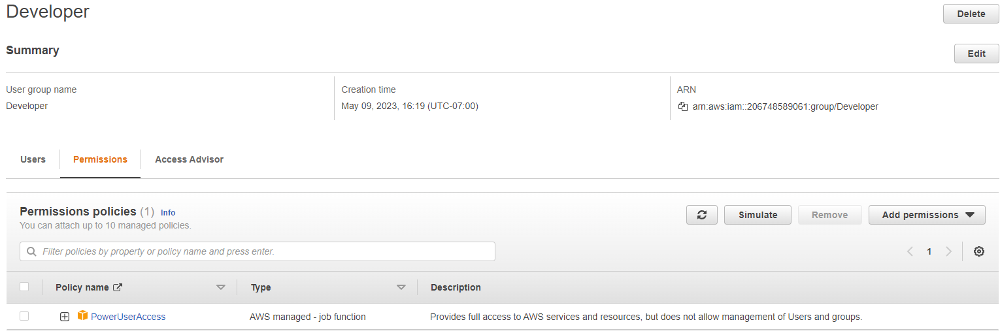 Developer
Delete
Summary
Edit
User group name
Creation time
ARN
Developer
May 09, 2023, 16:19 (UTC-07:00)
arn:aws:iam::206748589061:group/Developer
Users
Permissions
Access Advisor
Permissions policies (1) Info
You can attach up to 10 managed policies.
Simulate
Remove
Add permissions
Filter policies by property or policy name and press enter.
1
Policy name
Type
Description
PowerUserAccess
AWS managed - job function
Provides full access to AWS services and resources, but does not allow management of Users and groups.